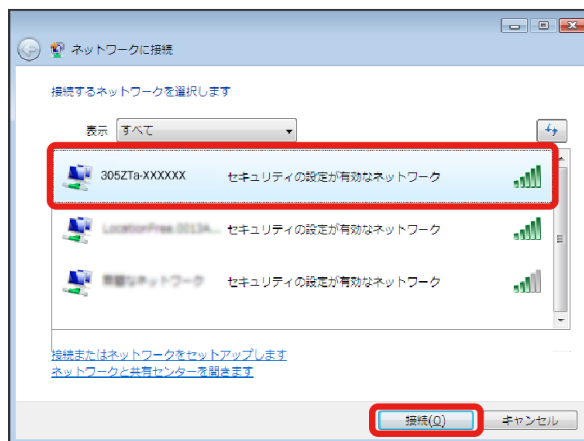 ネットワークに接続
接続するネットワークを選択します
表示 すべて
305ZTa-XXXXXX セキュリティの設定が有効なネットワーク
セキュリティの設定が有効なネットワーク
セキュリティの設定が有効なネットワーク
接続またはネットワークをセットアップします
ネットワークと共有センターを開きます
接続(O) キャンセル